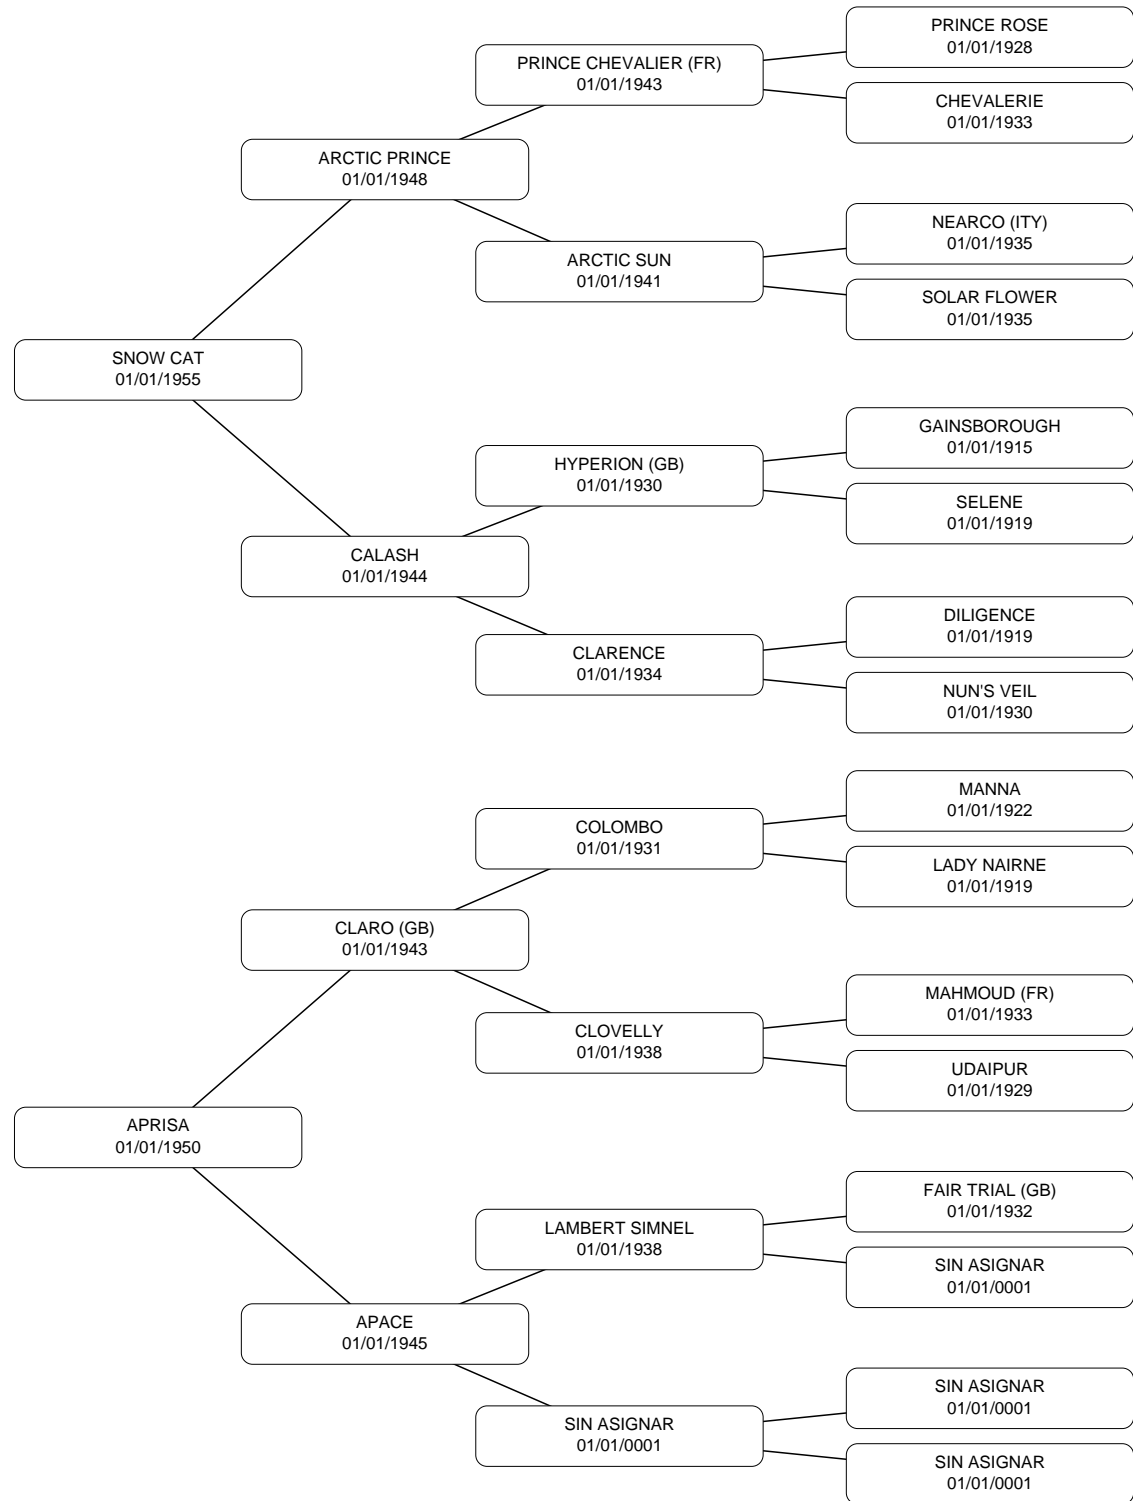 PRINCE ROSE
01/01/1928
PRINCE CHEVALIER (FR)
01/01/1943
CHEVALERIE
01/01/1933
ARCTIC PRINCE
01/01/1948
NEARCO (ITY)
01/01/1935
ARCTIC SUN
01/01/1941
SOLAR FLOWER
01/01/1935
SNOW CAT
01/01/1955
GAINSBOROUGH
01/01/1915
HYPERION (GB)
01/01/1930
SELENE
01/01/1919
CALASH
01/01/1944
DILIGENCE
01/01/1919
CLARENCE
01/01/1934
NUN'S VEIL
01/01/1930
MANNA
01/01/1922
COLOMBO
01/01/1931
LADY NAIRNE
01/01/1919
CLARO (GB)
01/01/1943
MAHMOUD (FR)
01/01/1933
CLOVELLY
01/01/1938
UDAIPUR
01/01/1929
APRISA
01/01/1950
FAIR TRIAL (GB)
01/01/1932
LAMBERT SIMNEL
01/01/1938
SIN ASIGNAR
01/01/0001
APACE
01/01/1945
SIN ASIGNAR
01/01/0001
SIN ASIGNAR
01/01/0001
SIN ASIGNAR
01/01/0001